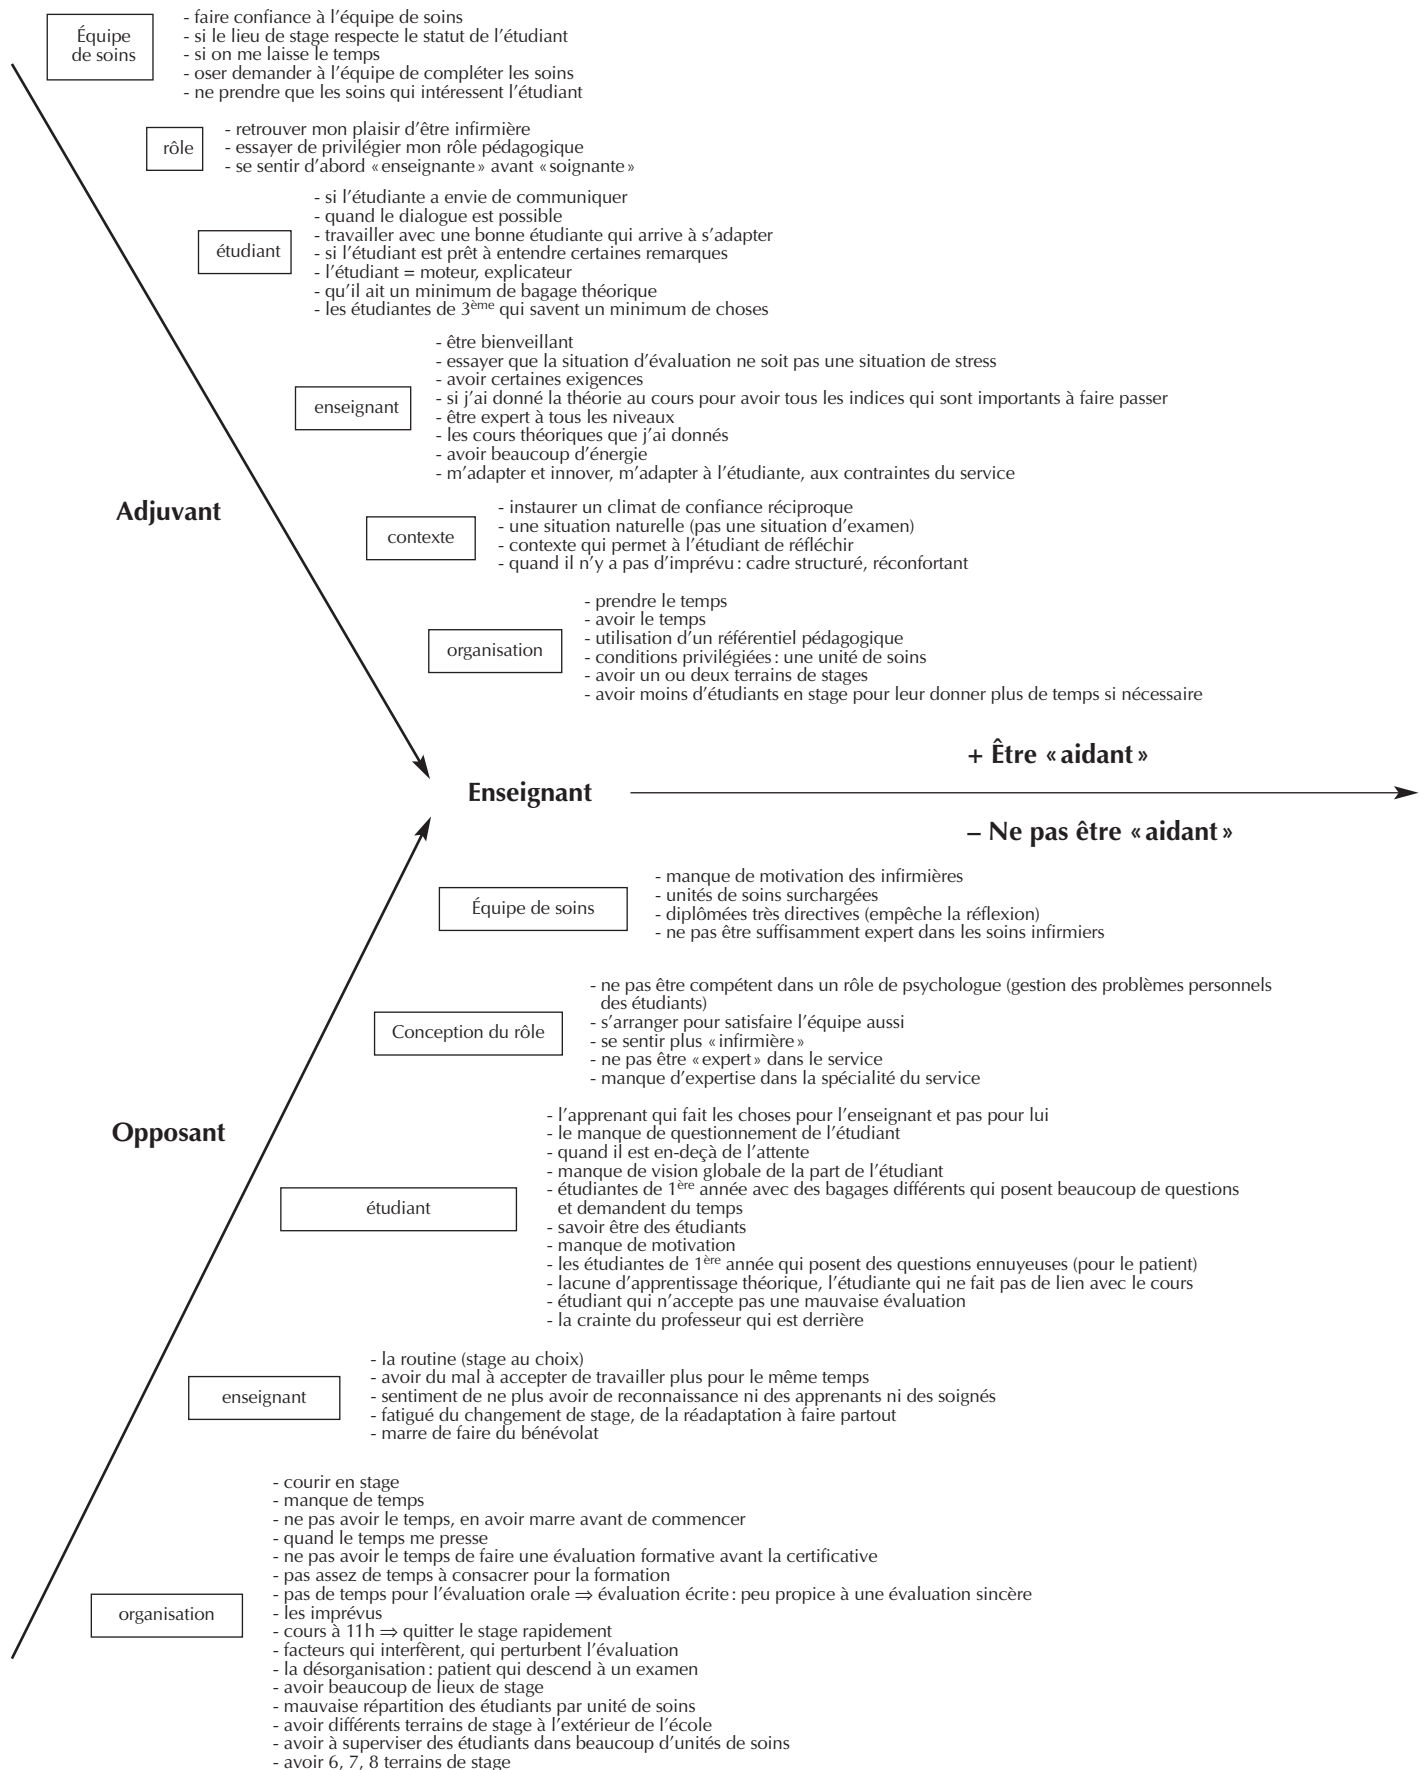 Équipe
de soins
- faire confiance à l'équipe de soins
- si le lieu de stage respecte le statut de l'étudiant
- si on me laisse le temps
- oser demander à l'équipe de compléter les soins
- ne prendre que les soins qui intéressent l'étudiant
rôle
- retrouver mon plaisir d'être infirmière
- essayer de privilégier mon rôle pédagogique
- se sentir d'abord «enseignante» avant «soignante»
étudiant
- si l'étudiante a envie de communiquer
- quand le dialogue est possible
- travailler avec une bonne étudiante qui arrive à s'adapter
- si l'étudiant est prêt à entendre certaines remarques
- l'étudiant = moteur, explicateur
- qu'il ait un minimum de bagage théorique
- les étudiantes de 3ème qui savent un minimum de choses
enseignant
- être bienveillant
- essayer que la situation d'évaluation ne soit pas une situation de stress
- avoir certaines exigences
- si j'ai donné la théorie au cours pour avoir tous les indices qui sont importants à faire passer
- être expert à tous les niveaux
- les cours théoriques que j'ai donnés
- avoir beaucoup d'énergie
- m'adapter et innover, m'adapter à l'étudiante, aux contraintes du service
Adjuvant
contexte
- instaurer un climat de confiance réciproque
- une situation naturelle (pas une situation d'examen)
- contexte qui permet à l'étudiant de réfléchir
- quand il n'y a pas d'imprévu : cadre structuré, réconfortant
organisation
- prendre le temps
- avoir le temps
- utilisation d'un référentiel pédagogique
- conditions privilégiées : une unité de soins
- avoir un ou deux terrains de stages
- avoir moins d'étudiants en stage pour leur donner plus de temps si nécessaire
+ Être «aidant»
Enseignant
– Ne pas être «aidant»
Équipe de soins
- manque de motivation des infirmières
- unités de soins surchargées
- diplômées très directives (empêche la réflexion)
- ne pas être suffisamment expert dans les soins infirmiers
Conception du rôle
- ne pas être compétent dans un rôle de psychologue (gestion des problèmes personnels
des étudiants)
- s'arranger pour satisfaire l'équipe aussi
- se sentir plus «infirmière»
- ne pas être «expert» dans le service
- manque d'expertise dans la spécialité du service
Opposant
étudiant
- l'apprenant qui fait les choses pour l'enseignant et pas pour lui
- le manque de questionnement de l'étudiant
- quand il est en-deçà de l'attente
- manque de vision globale de la part de l'étudiant
- étudiantes de 1ère année avec des bagages différents qui posent beaucoup de questions
et demandent du temps
- savoir être des étudiants
- manque de motivation
- les étudiantes de 1ère année qui posent des questions ennuyeuses (pour le patient)
- lacune d'apprentissage théorique, l'étudiante qui ne fait pas de lien avec le cours
- étudiant qui n'accepte pas une mauvaise évaluation
- la crainte du professeur qui est derrière
enseignant
- la routine (stage au choix)
- avoir du mal à accepter de travailler plus pour le même temps
- sentiment de ne plus avoir de reconnaissance ni des apprenants ni des soignés
- fatigué du changement de stage, de la réadaptation à faire partout
- marre de faire du bénévolat
organisation
- courir en stage
- manque de temps
- ne pas avoir le temps, en avoir marre avant de commencer
- quand le temps me presse
- ne pas avoir le temps de faire une évaluation formative avant la certificative
- pas assez de temps à consacrer pour la formation
- pas de temps pour l'évaluation orale ⇒ évaluation écrite : peu propice à une évaluation sincère
- les imprévus
- cours à 11h ⇒ quitter le stage rapidement
- facteurs qui interfèrent, qui perturbent l'évaluation
- la désorganisation : patient qui descend à un examen
- avoir beaucoup de lieux de stage
- mauvaise répartition des étudiants par unité de soins
- avoir différents terrains de stage à l'extérieur de l'école
- avoir à superviser des étudiants dans beaucoup d'unités de soins
- avoir 6, 7, 8 terrains de stage